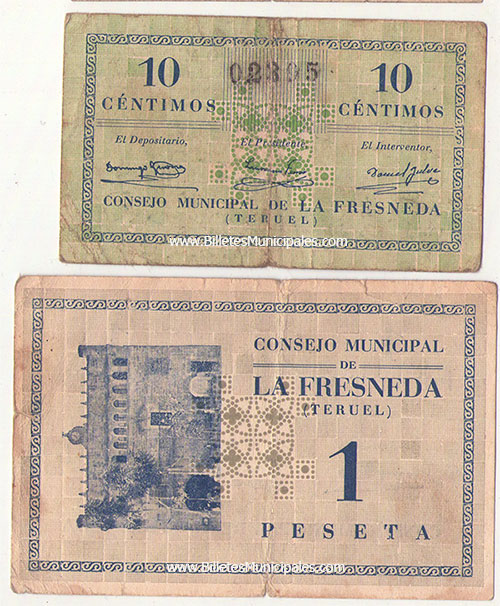 10 02395 10
CÉNTIMOS CÉNTIMOS
El Depositario, El Presidente, El Interventor,
CONSEJO MUNICIPAL DE LA FRESNEDA
(TERUEL)
www.BilletesMunicipales.com
CONSEJO MUNICIPAL
DE
LA FRESNEDA
(TERUEL)
1
PESETA
www.BilletesMunicipales.com